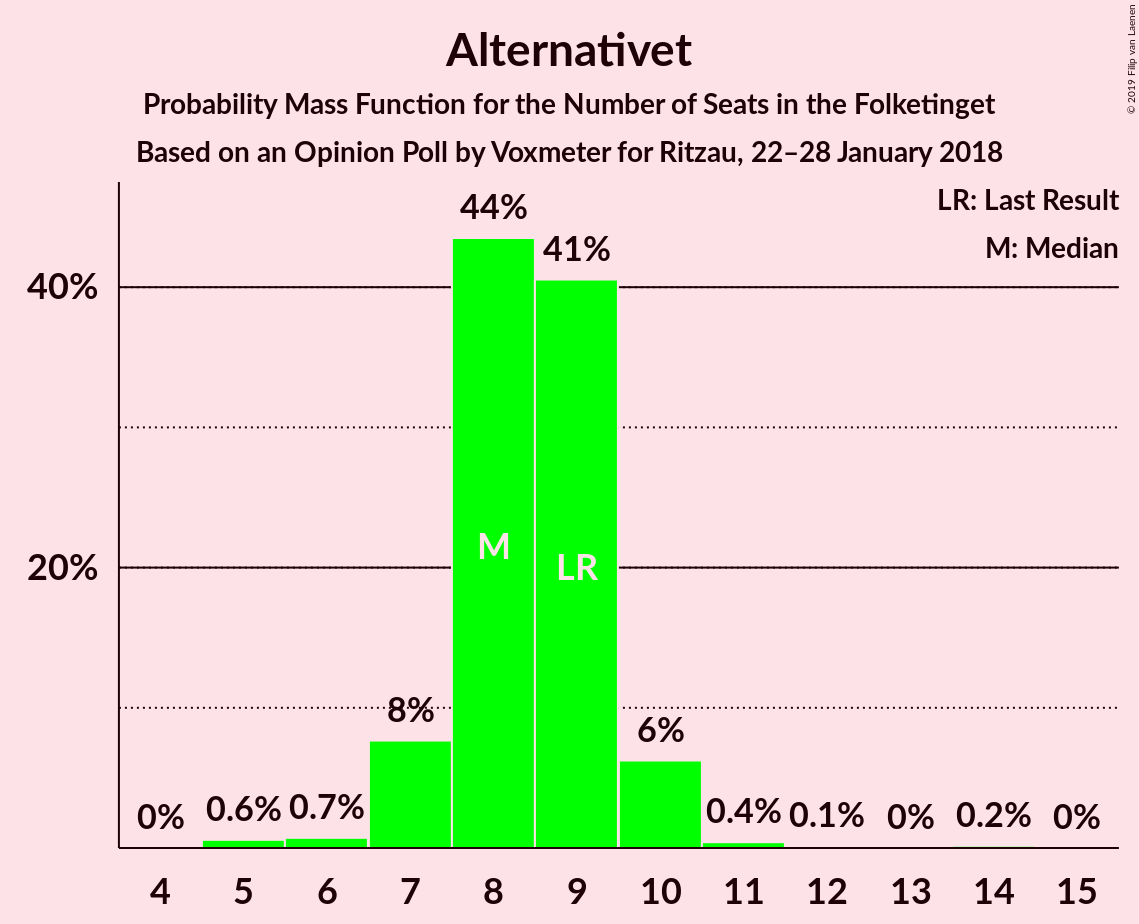 Alternativet
Probability Mass Function for the Number of Seats in the Folketinget
Based on an Opinion Poll by Voxmeter for Ritzau, 22–28 January 2018
© 2019 Filip van Laenen
LR: Last Result
M: Median
40%
20%
0%
0.6%
0.7%
8%
44%
41%
6%
0.4%
0.1%
0%
0.2%
0%
M
LR
4 5 6 7 8 9 10 11 12 13 14 15